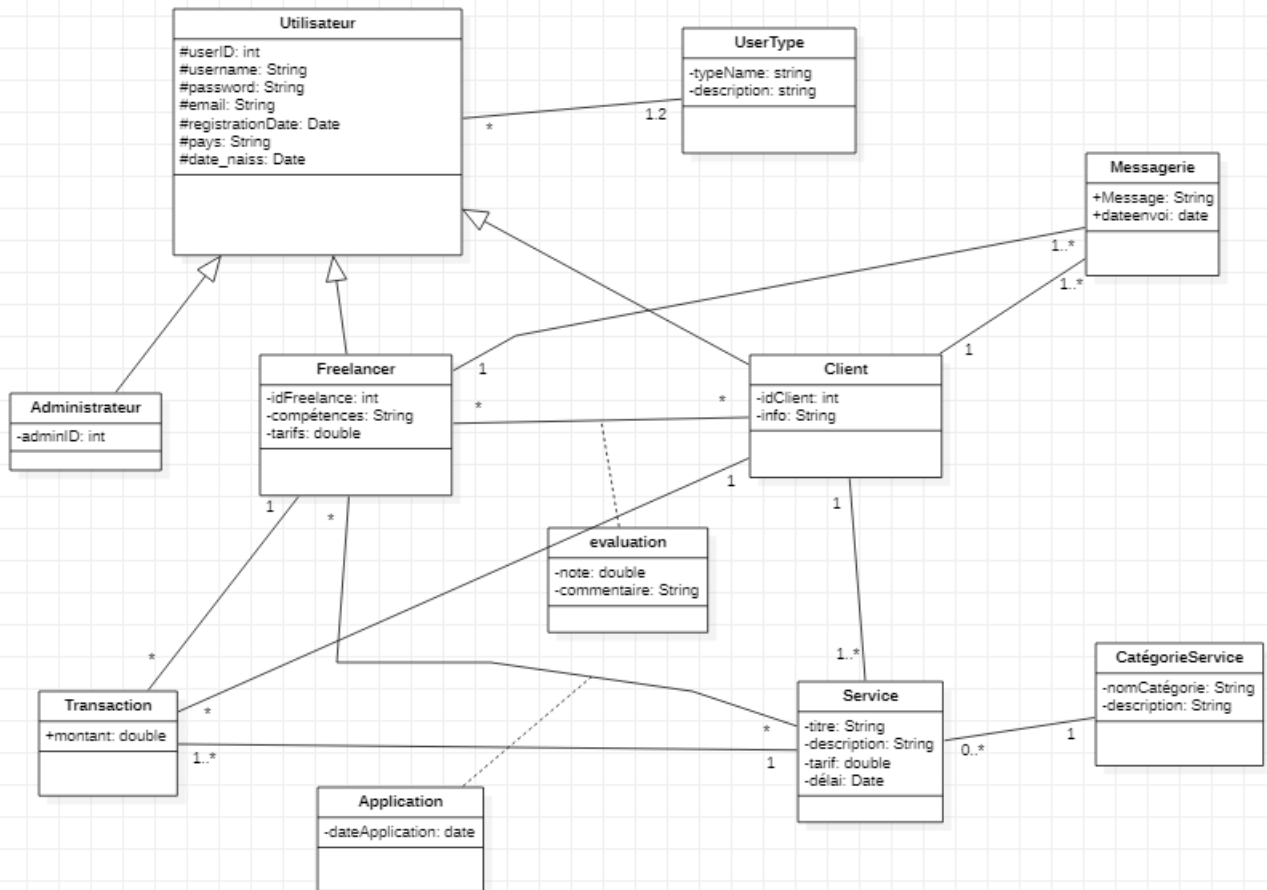 Utilisateur
#userID: int
#username: String
#password: String
#email: String
#registrationDate: Date
#pays: String
#date_naiss: Date
UserType
-typeName: string
-description: string
*
1.2
Messagerie
+Message: String
+dateenvoi: date
1..*
1..*
Freelancer
-idFreelance: int
-compétences: String
-tarifs: double
1
*
Client
-idClient: int
-info: String
1
*
Administrateur
-adminID: int
1
*
1
1
evaluation
-note: double
-commentaire: String
*
1..*
Transaction
+montant: double
*
1..*
Service
-titre: String
-description: String
-tarif: double
-délai: Date
*
1
CatégorieService
-nomCatégorie: String
-description: String
0..*
1
Application
-dateApplication: date